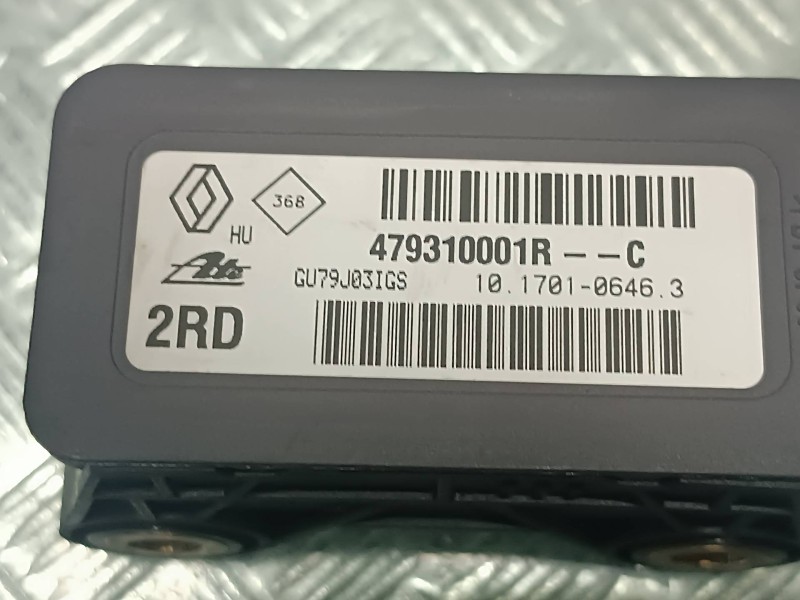 368
HU
479310001R--C
Ate
GU79J03IGS 10.1701-0646.3
2RD